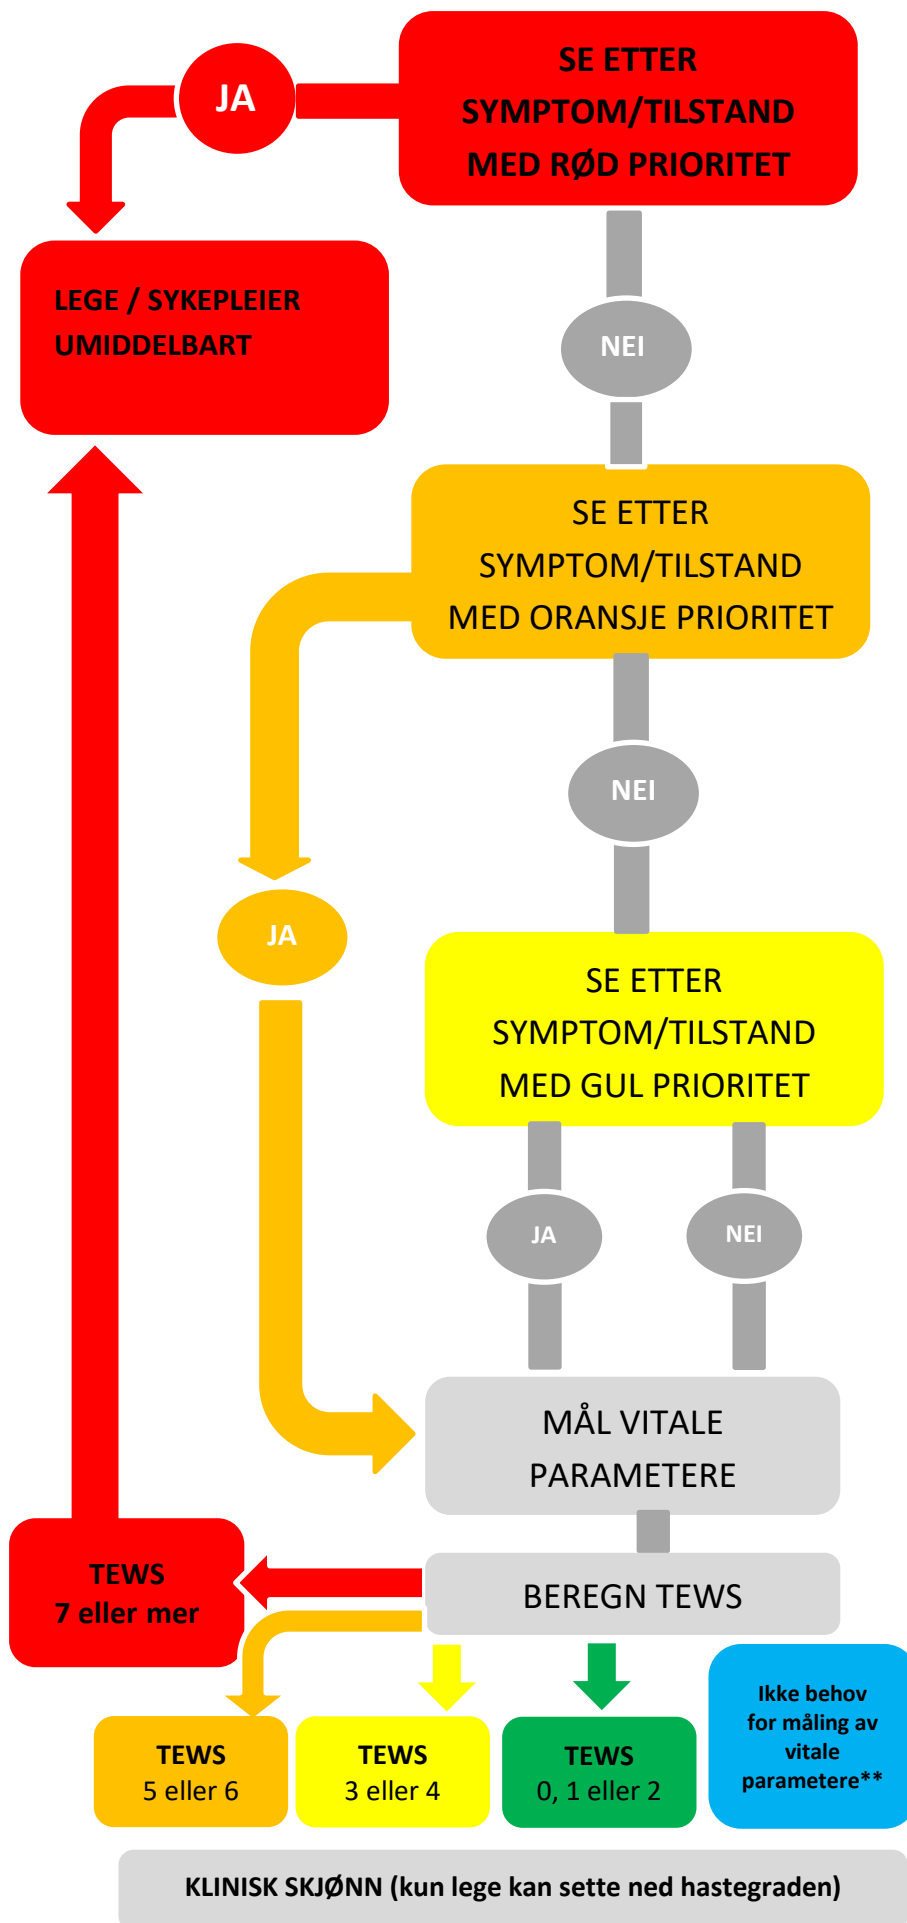 JA
SE ETTER
SYMPTOM/TILSTAND
MED RØD PRIORITET
LEGE / SYKEPLEIER
UMIDDELBART
NEI
SE ETTER
SYMPTOM/TILSTAND
MED ORANSJE PRIORITET
NEI
JA
SE ETTER
SYMPTOM/TILSTAND
MED GUL PRIORITET
JA
NEI
MÅL VITALE
PARAMETERE
TEWS
7 eller mer
BEREGN TEWS
TEWS
5 eller 6
TEWS
3 eller 4
TEWS
0, 1 eller 2
Ikke behov
for måling av
vitale
parametere**
KLINISK SKJØNN (kun lege kan sette ned hastegraden)